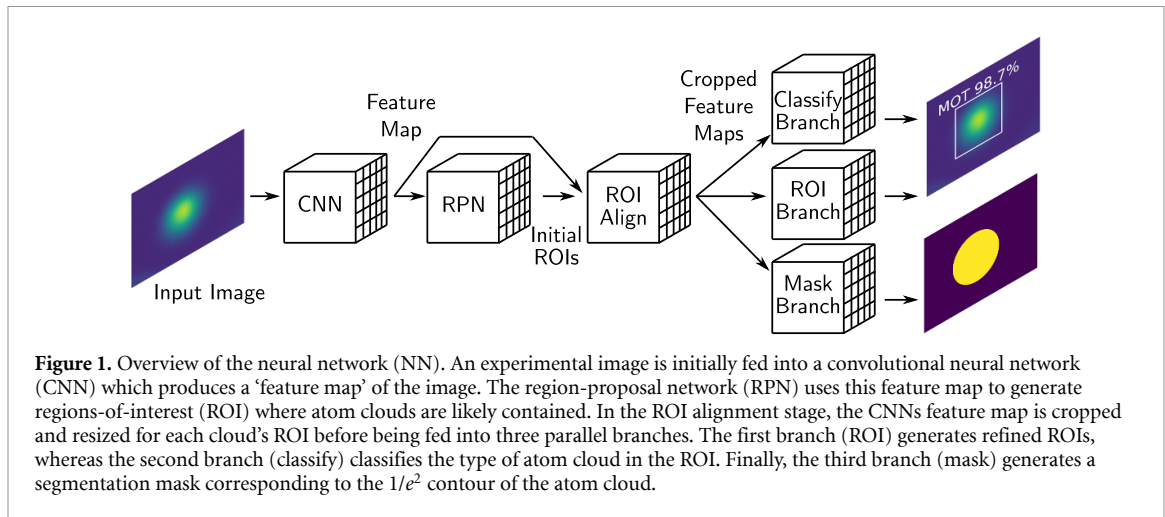 Input Image
CNN
Feature
Map
RPN
Initial
ROIs
ROI
Align
Cropped
Feature
Maps
Classify
Branch
ROI
Branch
Mask
Branch
MOT 98.7%
Figure 1. Overview of the neural network (NN). An experimental image is initially fed into a convolutional neural network
(CNN) which produces a ‘feature map’ of the image. The region-proposal network (RPN) uses this feature map to generate
regions-of-interest (ROI) where atom clouds are likely contained. In the ROI alignment stage, the CNNs feature map is cropped
and resized for each cloud’s ROI before being fed into three parallel branches. The first branch (ROI) generates refined ROIs,
whereas the second branch (classify) classifies the type of atom cloud in the ROI. Finally, the third branch (mask) generates a
segmentation mask corresponding to the 1/e² contour of the atom cloud.